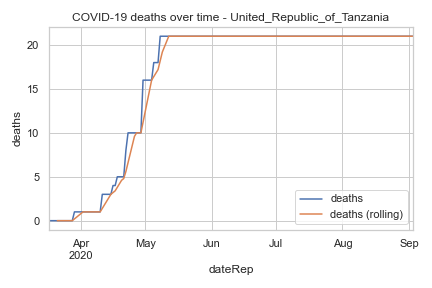 COVID-19 deaths over time - United_Republic_of_Tanzania
20
15
10
5
0
deaths
deaths
deaths (rolling)
Apr May Jun Jul Aug Sep
2020
dateRep